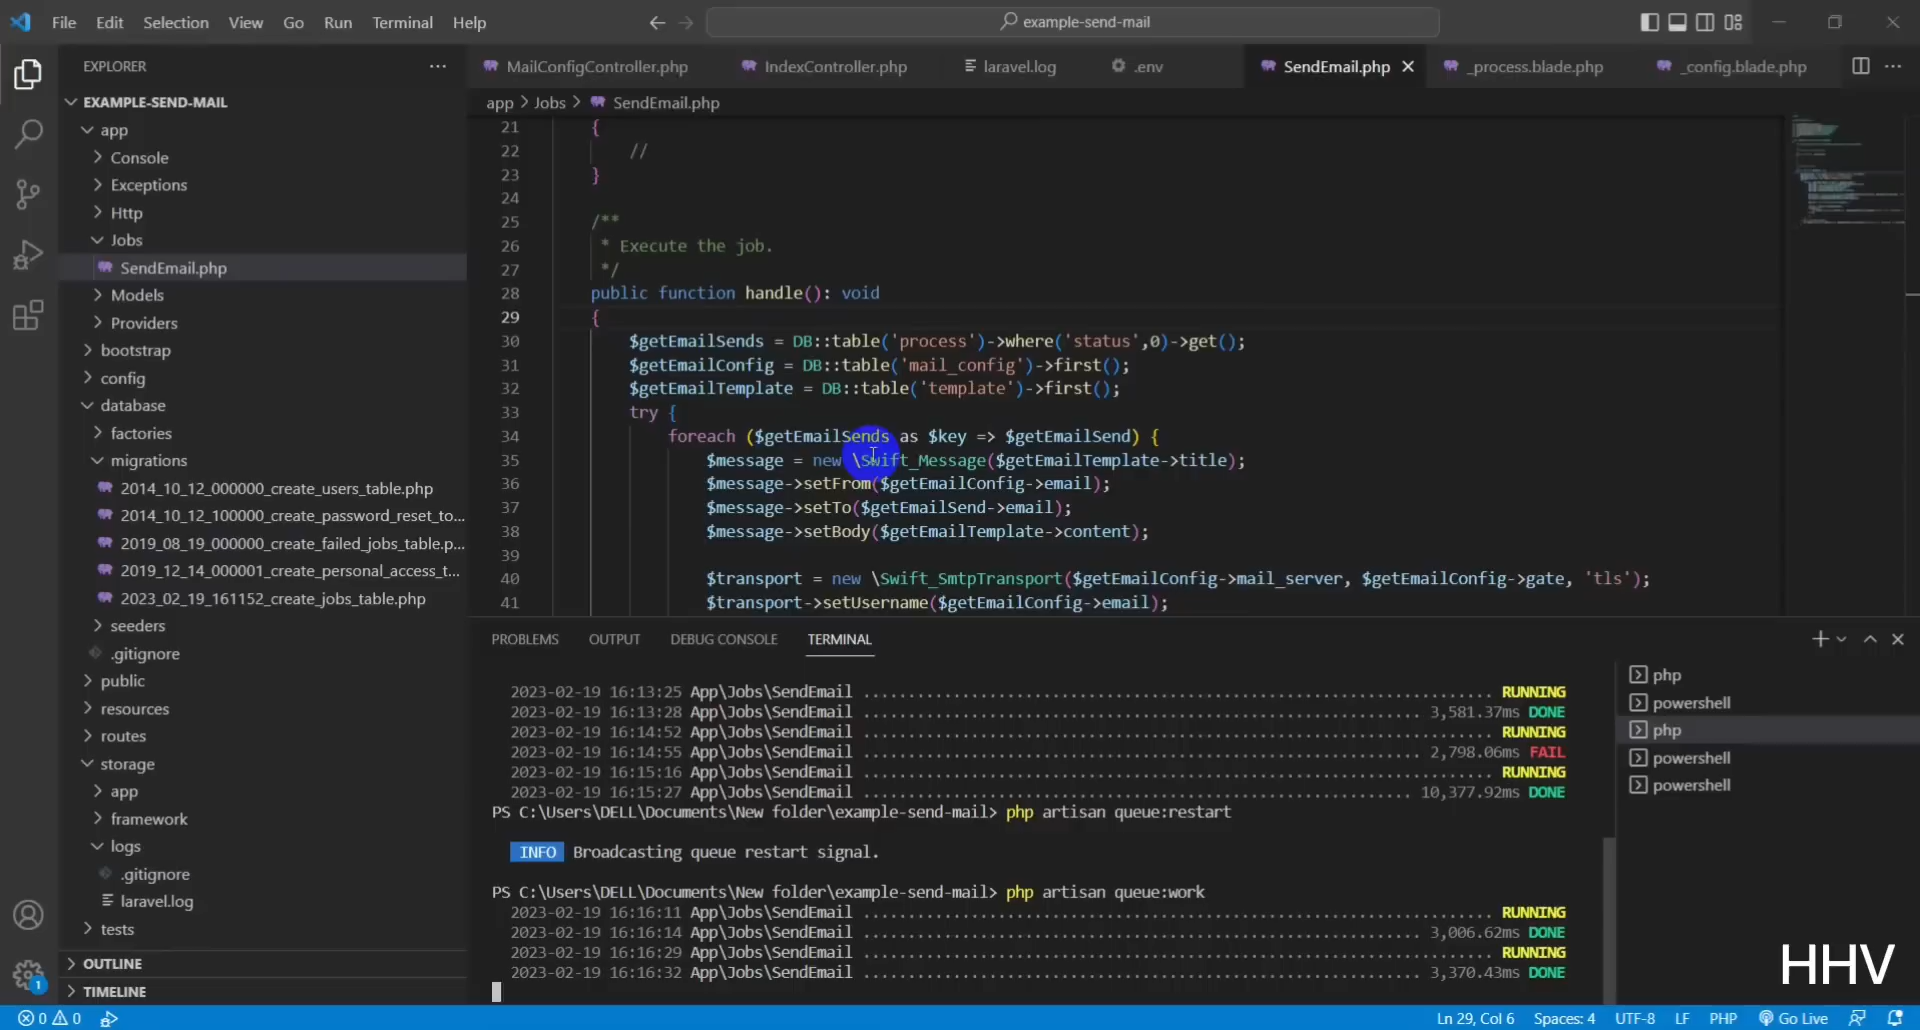 File Edit Selection View Go Run Terminal Help
example-send-mail
EXPLORER
MailConfigController.php IndexController.php laravel.log .env SendEmail.php _process.blade.php _config.blade.php
EXAMPLE-SEND-MAIL
app
Console
Exceptions
Http
Jobs
SendEmail.php
Models
Providers
bootstrap
config
database
factories
migrations
2014_10_12_000000_create_users_table.php
2014_10_12_100000_create_password_reset_to...
2019_08_19_000000_create_failed_jobs_table.p...
2019_12_14_000001_create_personal_access_t...
2023_02_19_161152_create_jobs_table.php
seeders
.gitignore
public
resources
routes
storage
app
framework
logs
.gitignore
laravel.log
tests
OUTLINE
TIMELINE
app > Jobs > SendEmail.php
21 {
22 //
23 }
24
25 /**
26 * Execute the job.
27 */
28 public function handle(): void
29 {
30 $getEmailSends = DB::table('process')->where('status',0)->get();
31 $getEmailConfig = DB::table('mail_config')->first();
32 $getEmailTemplate = DB::table('template')->first();
33 try {
34 foreach ($getEmailSends as $key => $getEmailSend) {
35 $message = new \Swift_Message($getEmailTemplate->title);
36 $message->setFrom($getEmailConfig->email);
37 $message->setTo($getEmailSend->email);
38 $message->setBody($getEmailTemplate->content);
39
40 $transport = new \Swift_SmtpTransport($getEmailConfig->mail_server, $getEmailConfig->gate, 'tls');
41 $transport->setUsername($getEmailConfig->email);
PROBLEMS OUTPUT DEBUG CONSOLE TERMINAL
2023-02-19 16:13:25 App\Jobs\SendEmail ........ RUNNING
2023-02-19 16:13:28 App\Jobs\SendEmail ........ 3,581.37ms DONE
2023-02-19 16:14:52 App\Jobs\SendEmail ........ RUNNING
2023-02-19 16:14:55 App\Jobs\SendEmail ........ 2,798.06ms FAIL
2023-02-19 16:15:16 App\Jobs\SendEmail ........ RUNNING
2023-02-19 16:15:27 App\Jobs\SendEmail ........ 10,377.92ms DONE
PS C:\Users\DELL\Documents\New folder\example-send-mail> php artisan queue:restart
INFO Broadcasting queue restart signal.
PS C:\Users\DELL\Documents\New folder\example-send-mail> php artisan queue:work
2023-02-19 16:16:11 App\Jobs\SendEmail ........ RUNNING
2023-02-19 16:16:14 App\Jobs\SendEmail ........ 3,006.62ms DONE
2023-02-19 16:16:29 App\Jobs\SendEmail ........ RUNNING
2023-02-19 16:16:32 App\Jobs\SendEmail ........ 3,370.43ms DONE
php
powershell
php
powershell
powershell
HHV
1
0 0
Ln 29, Col 6 Spaces: 4 UTF-8 LF PHP Go Live